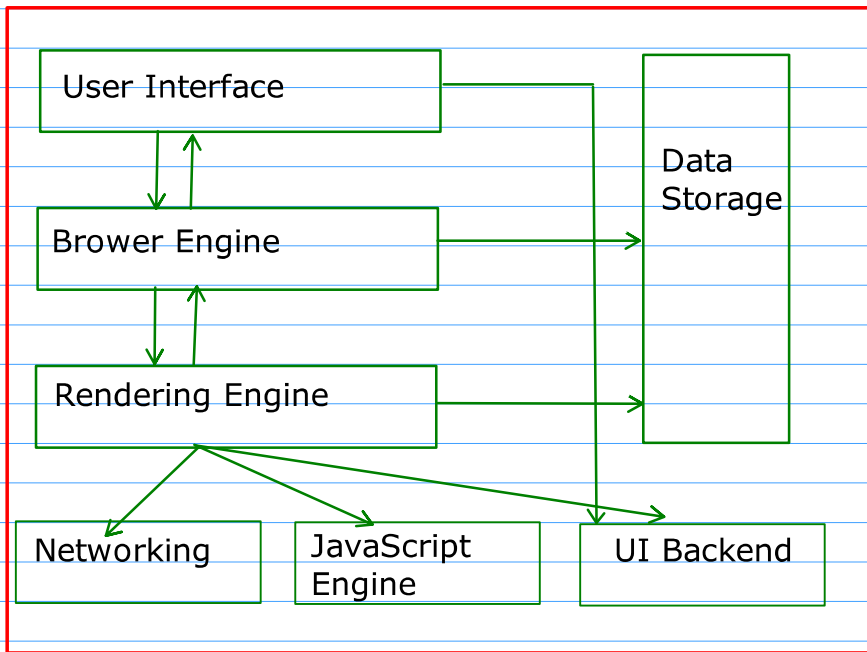 User Interface
Data
Storage
Brower Engine
Rendering Engine
Networking
JavaScript
Engine
UI Backend